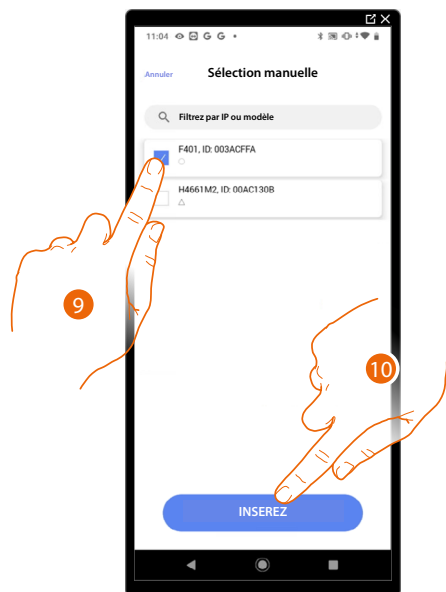 11:04 G G
Annuler Sélection manuelle
Filtrez par IP ou modèle
F401, ID: 003ACFFA
H4661M2, ID: 00AC130B
9
10
INSEREZ